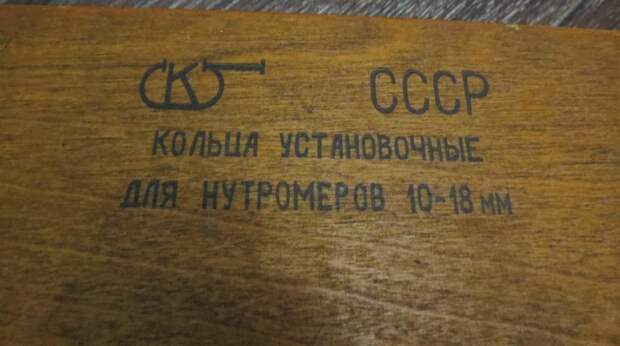 СССР
КОЛЬЦА УСТАНОВОЧНЫЕ
ДЛЯ НУТРОМЕРОВ 10-18 мм